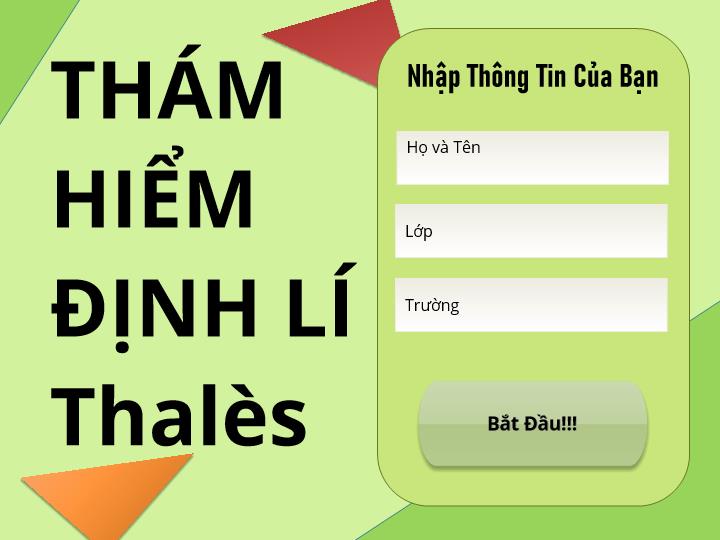 THÁM
HIỂM
ĐỊNH LÍ
Thalès
Nhập Thông Tin Của Bạn
Họ và Tên
Lớp
Trường
Bắt Đầu!!!